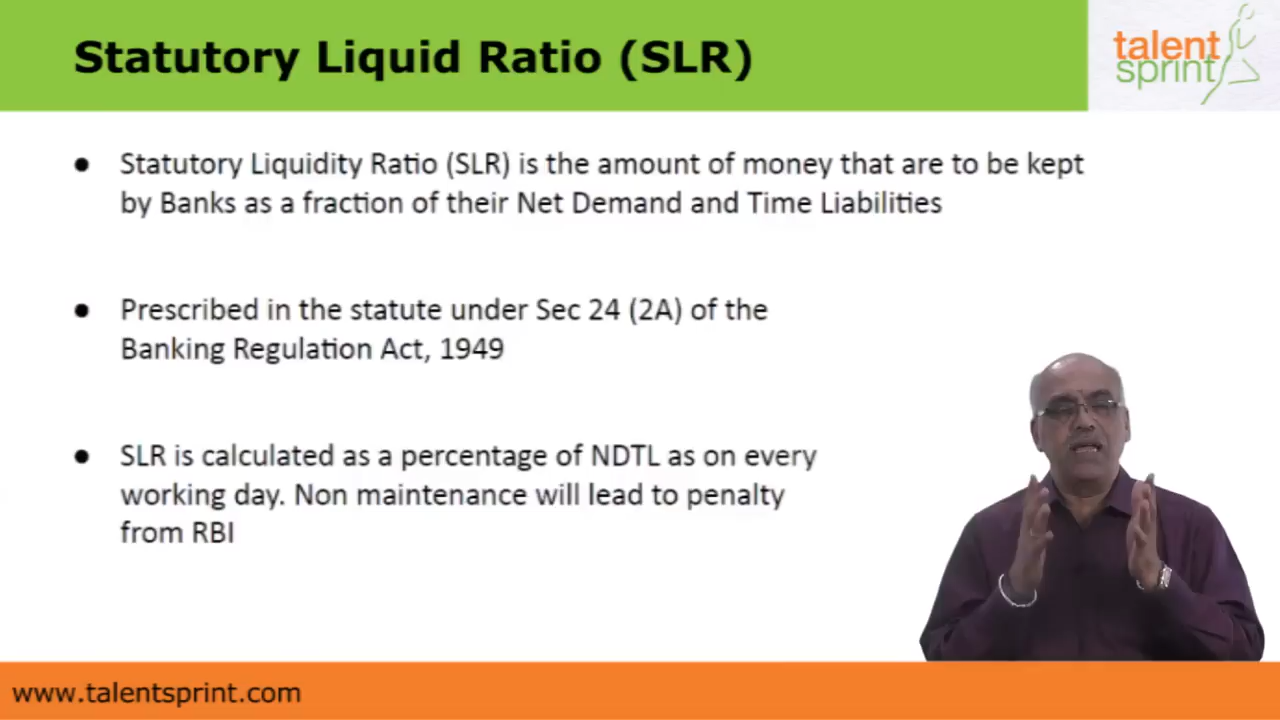 Statutory Liquid Ratio (SLR)
talent
sprint
● Statutory Liquidity Ratio (SLR) is the amount of money that are to be kept
by Banks as a fraction of their Net Demand and Time Liabilities
● Prescribed in the statute under Sec 24 (2A) of the
Banking Regulation Act, 1949
● SLR is calculated as a percentage of NDTL as on every
working day. Non maintenance will lead to penalty
from RBI
www.talentsprint.com